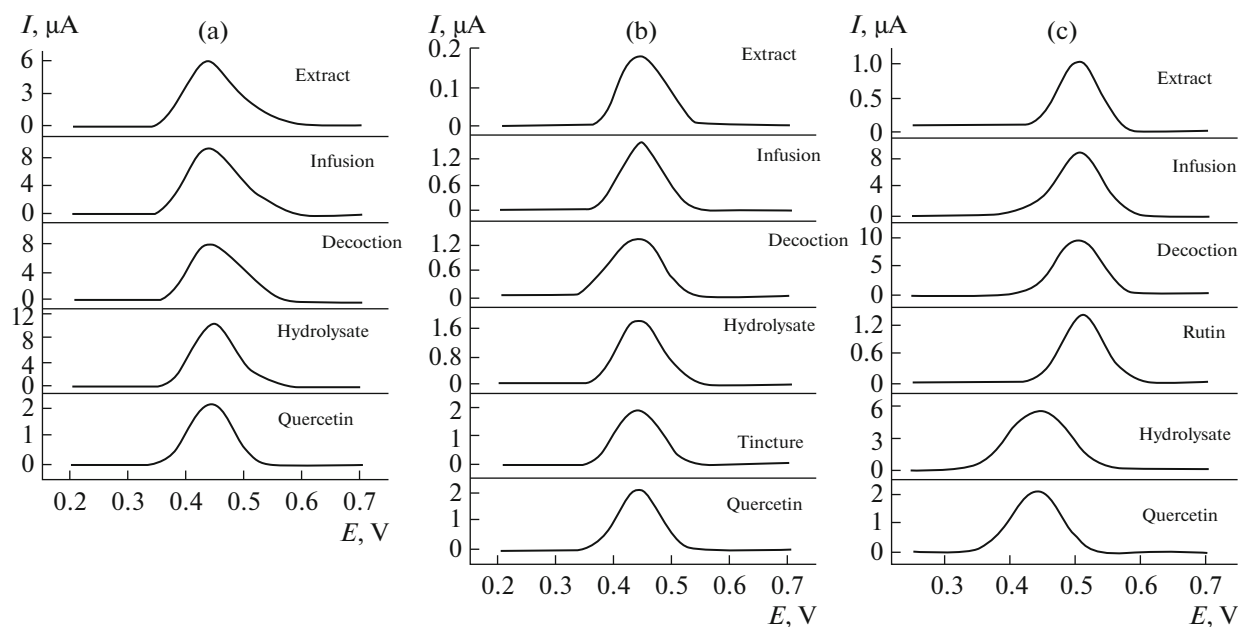 I, μA (a)
6
3
0
Extract
8
4
0
Infusion
8
4
0
Decoction
12
8
4
0
Hydrolysate
2
1
0
Quercetin
0.2 0.3 0.4 0.5 0.6 0.7
E, V
I, μA (b)
0.2
0.1
0
Extract
1.2
0.6
0
Infusion
1.2
0.6
0
Decoction
1.6
0.8
0
Hydrolysate
2
1
0
Tincture
2
1
0
Quercetin
0.2 0.3 0.4 0.5 0.6 0.7
E, V
I, μA (c)
1.0
0.5
0
Extract
8
4
0
Infusion
10
5
0
Decoction
1.2
0.6
0
Rutin
6
3
0
Hydrolysate
2
1
0
Quercetin
0.3 0.4 0.5 0.6 0.7
E, V